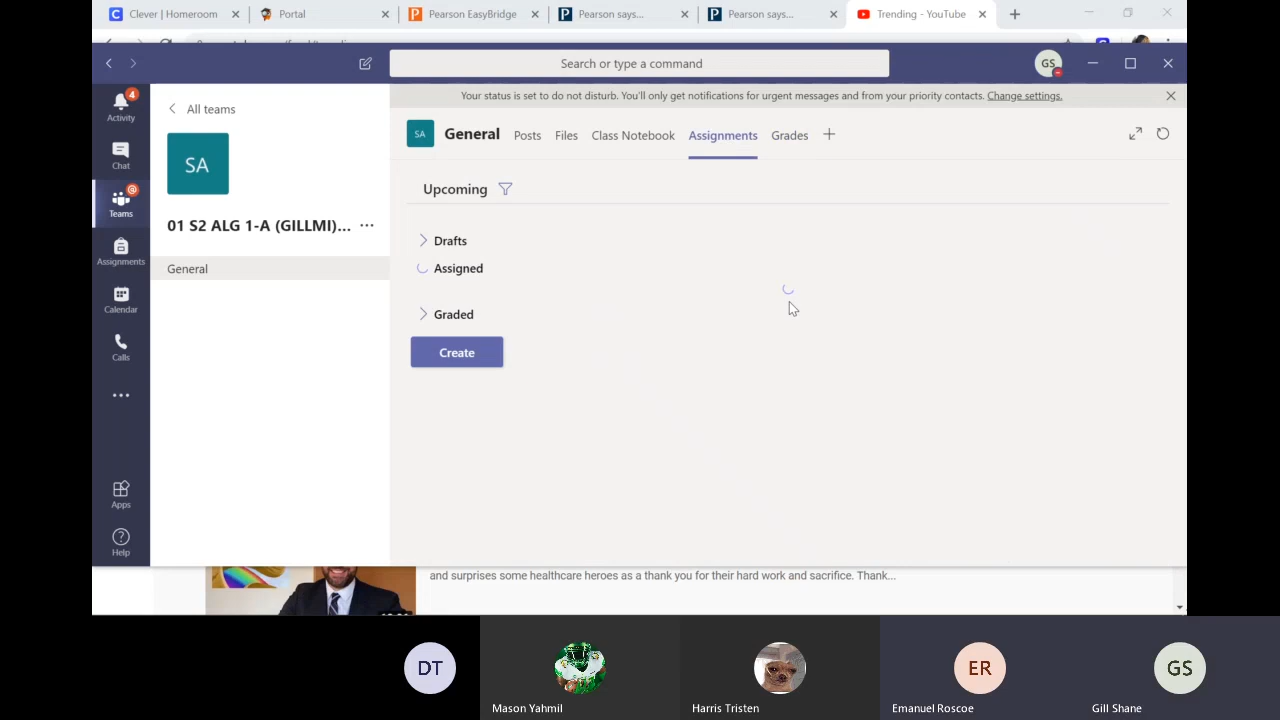 Clever | Homeroom
Portal
Pearson EasyBridge
Pearson says...
Pearson says...
Trending - YouTube
Search or type a command
GS
Your status is set to do not disturb. You'll only get notifications for urgent messages and from your priority contacts. Change settings.
4
Activity
Chat
@
Teams
Assignments
Calendar
Calls
Apps
Help
All teams
SA
01 S2 ALG 1-A (GILLMI)...
General
SA
General
Posts
Files
Class Notebook
Assignments
Grades
Upcoming
Drafts
Assigned
Graded
Create
and surprises some healthcare heroes as a thank you for their hard work and sacrifice. Thank...
DT
ER
GS
Mason Yahmil
Harris Tristen
Emanuel Roscoe
Gill Shane